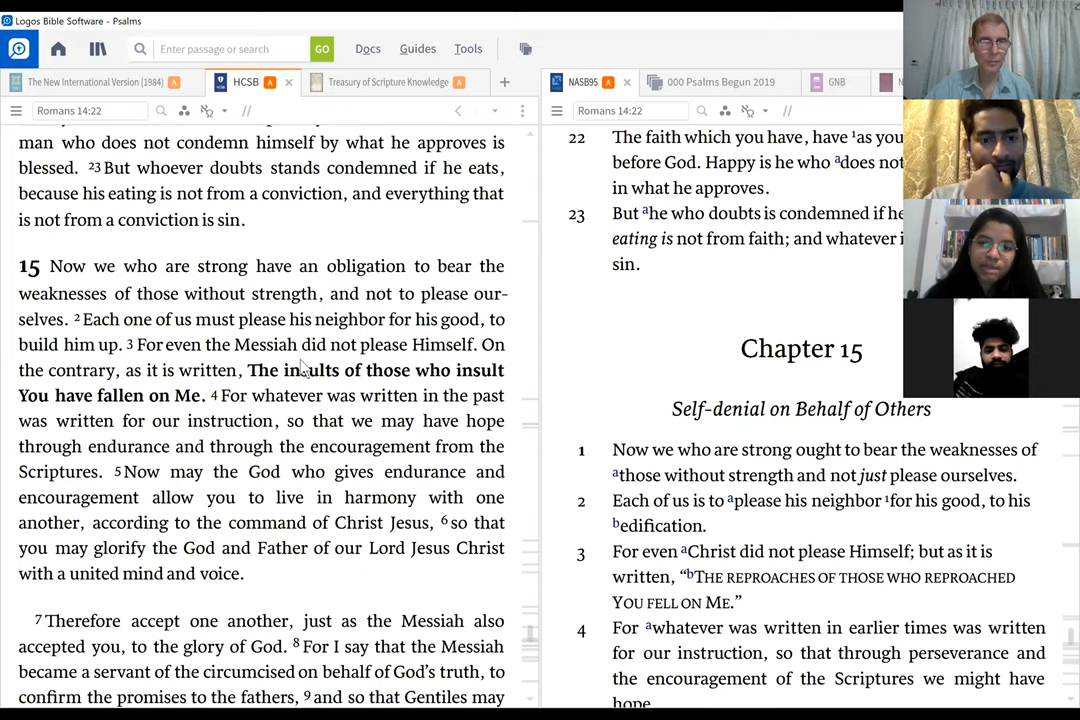 Logos Bible Software - Psalms
Enter passage or search
GO
Docs
Guides
Tools
The New International Version (1984) A
HCSB A
Treasury of Scripture Knowledge A
NASB95 A
000 Psalms Begun 2019
GNB
Romans 14:22
man who does not condemn himself by what he approves is
blessed. 23 But whoever doubts stands condemned if he eats,
because his eating is not from a conviction, and everything that
is not from a conviction is sin.
15 Now we who are strong have an obligation to bear the
weaknesses of those without strength, and not to please our-
selves. 2 Each one of us must please his neighbor for his good, to
build him up. 3 For even the Messiah did not please Himself. On
the contrary, as it is written, The insults of those who insult
You have fallen on Me. 4 For whatever was written in the past
was written for our instruction, so that we may have hope
through endurance and through the encouragement from the
Scriptures. 5 Now may the God who gives endurance and
encouragement allow you to live in harmony with one
another, according to the command of Christ Jesus, 6 so that
you may glorify the God and Father of our Lord Jesus Christ
with a united mind and voice.
7 Therefore accept one another, just as the Messiah also
accepted you, to the glory of God. 8 For I say that the Messiah
became a servant of the circumcised on behalf of God's truth, to
confirm the promises to the fathers, 9 and so that Gentiles may
Romans 14:22
22 The faith which you have, have 1as you
before God. Happy is he who adoes not
in what he approves.
23 But ahe who doubts is condemned if he
eating is not from faith; and whatever
sin.
Chapter 15
Self-denial on Behalf of Others
1 Now we who are strong ought to bear the weaknesses of
athose without strength and not just please ourselves.
2 Each of us is to aplease his neighbor 1for his good, to his
bedification.
3 For even aChrist did not please Himself; but as it is
written, “bTHE REPROACHES OF THOSE WHO REPROACHED
YOU FELL ON ME.”
4 For awhatever was written in earlier times was written
for our instruction, so that through perseverance and
the encouragement of the Scriptures we might have
hope